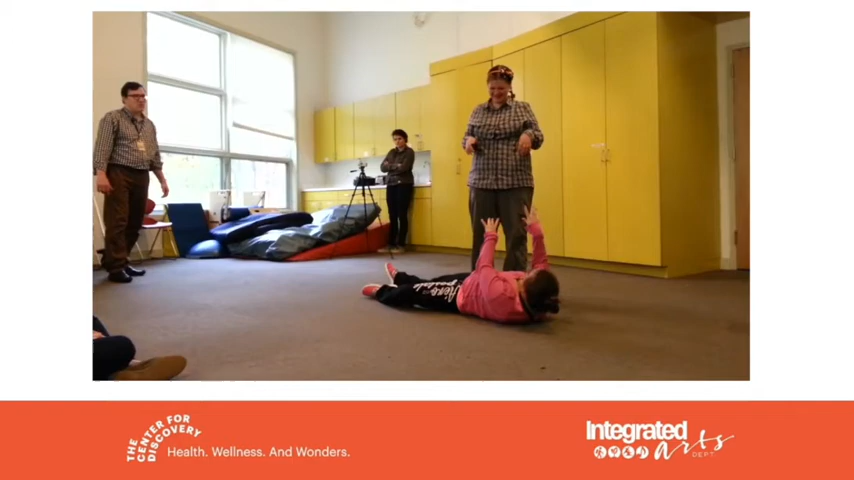 THE
CENTER FOR
DISCOVERY
Health. Wellness. And Wonders.
Integrated
arts
DEPT.